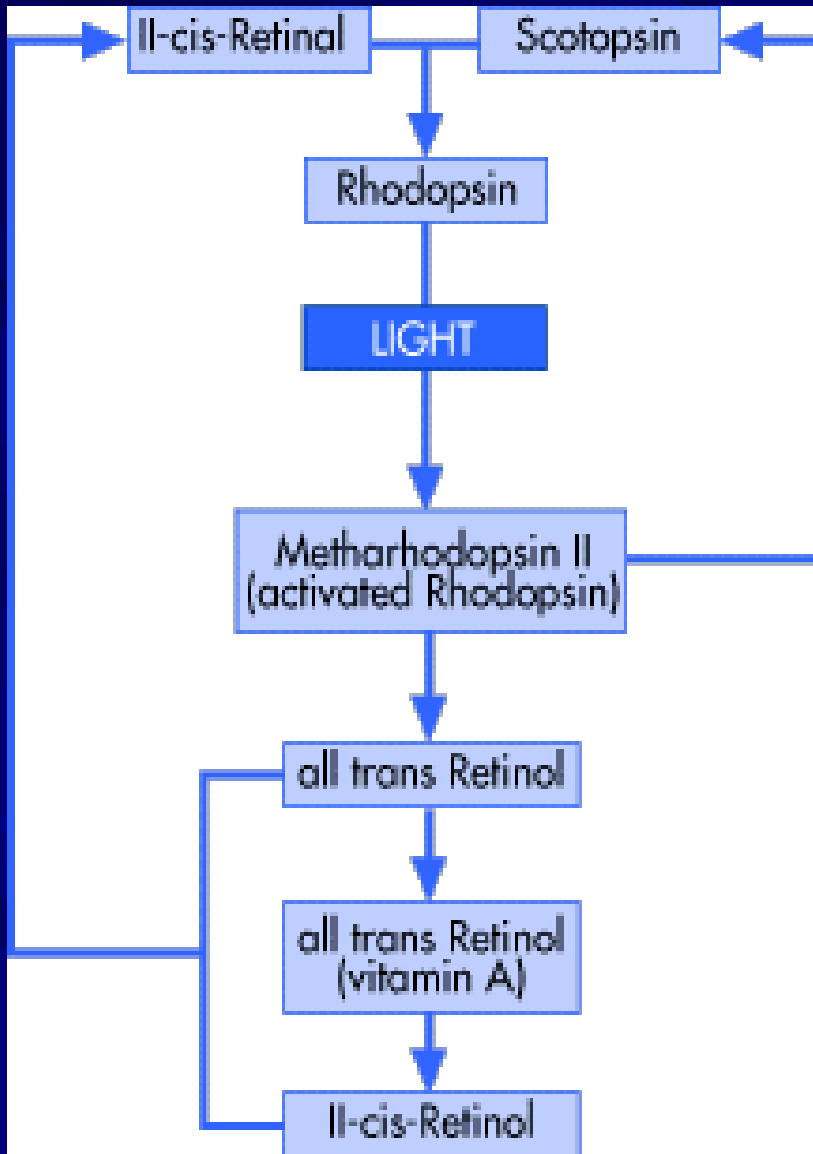 II-cis-Retinal
Scotopsin
Rhodopsin
LIGHT
Metharhodopsin II
(activated Rhodopsin)
all trans Retinol
all trans Retinol
(vitamin A)
II-cis-Retinol